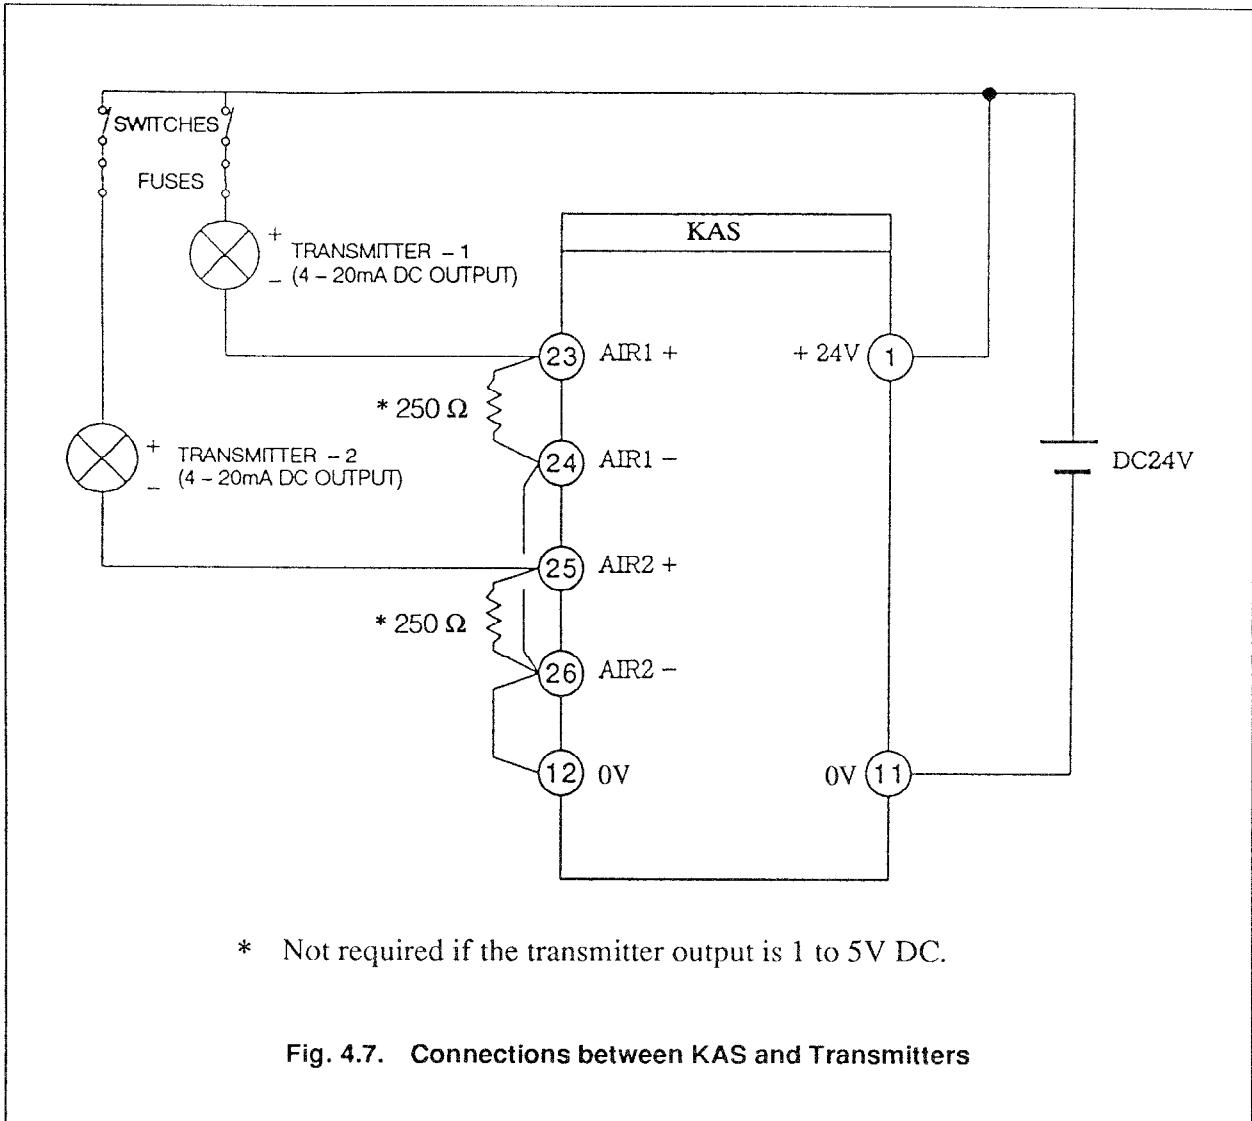 SWITCHES
FUSES
+
TRANSMITTER – 1
– (4 – 20mA DC OUTPUT)
KAS
23 AIR1 +
+ 24V 1
* 250 Ω
24 AIR1 –
+
TRANSMITTER – 2
– (4 – 20mA DC OUTPUT)
DC24V
25 AIR2 +
* 250 Ω
26 AIR2 –
12 0V
0V 11
* Not required if the transmitter output is 1 to 5V DC.
Fig. 4.7. Connections between KAS and Transmitters